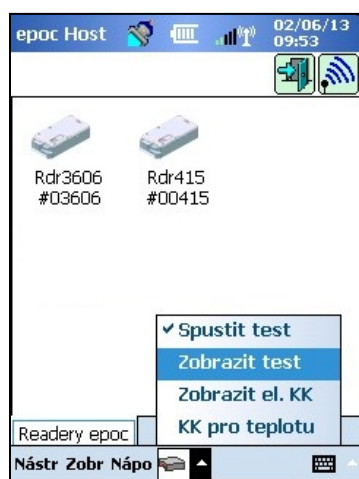 epoc Host 02/06/13
09:53
Rdr3606 Rdr415
#03606 #00415
Spustit test
Zobrazit test
Zobrazit el. KK
KK pro teplotu
Readery epoc
Nástr Zobr Nápo